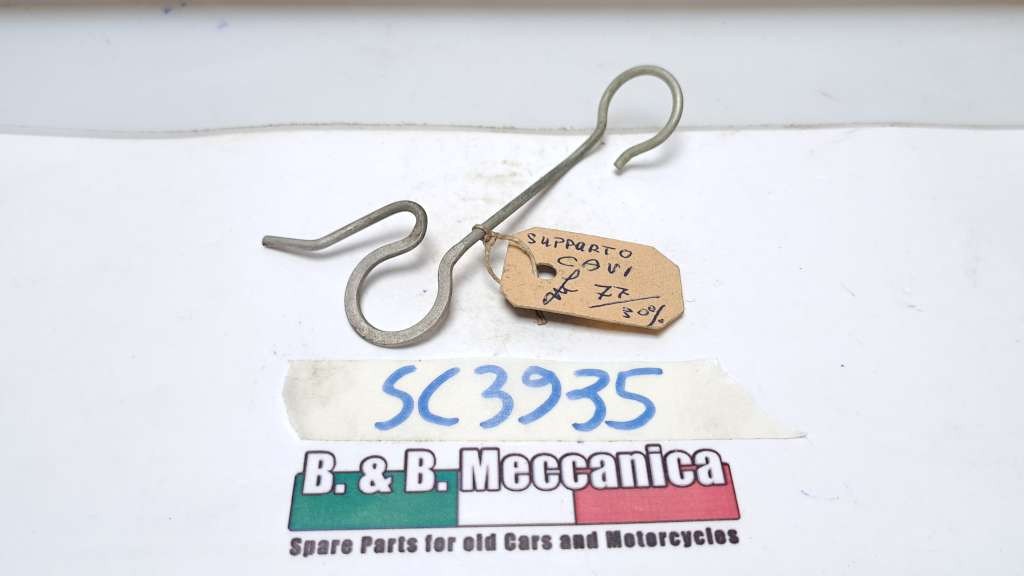 SUPPORTO
CAVI
£ 77
30%
SC3935
B. & B. Meccanica
Spare Parts for old Cars and Motorcycles